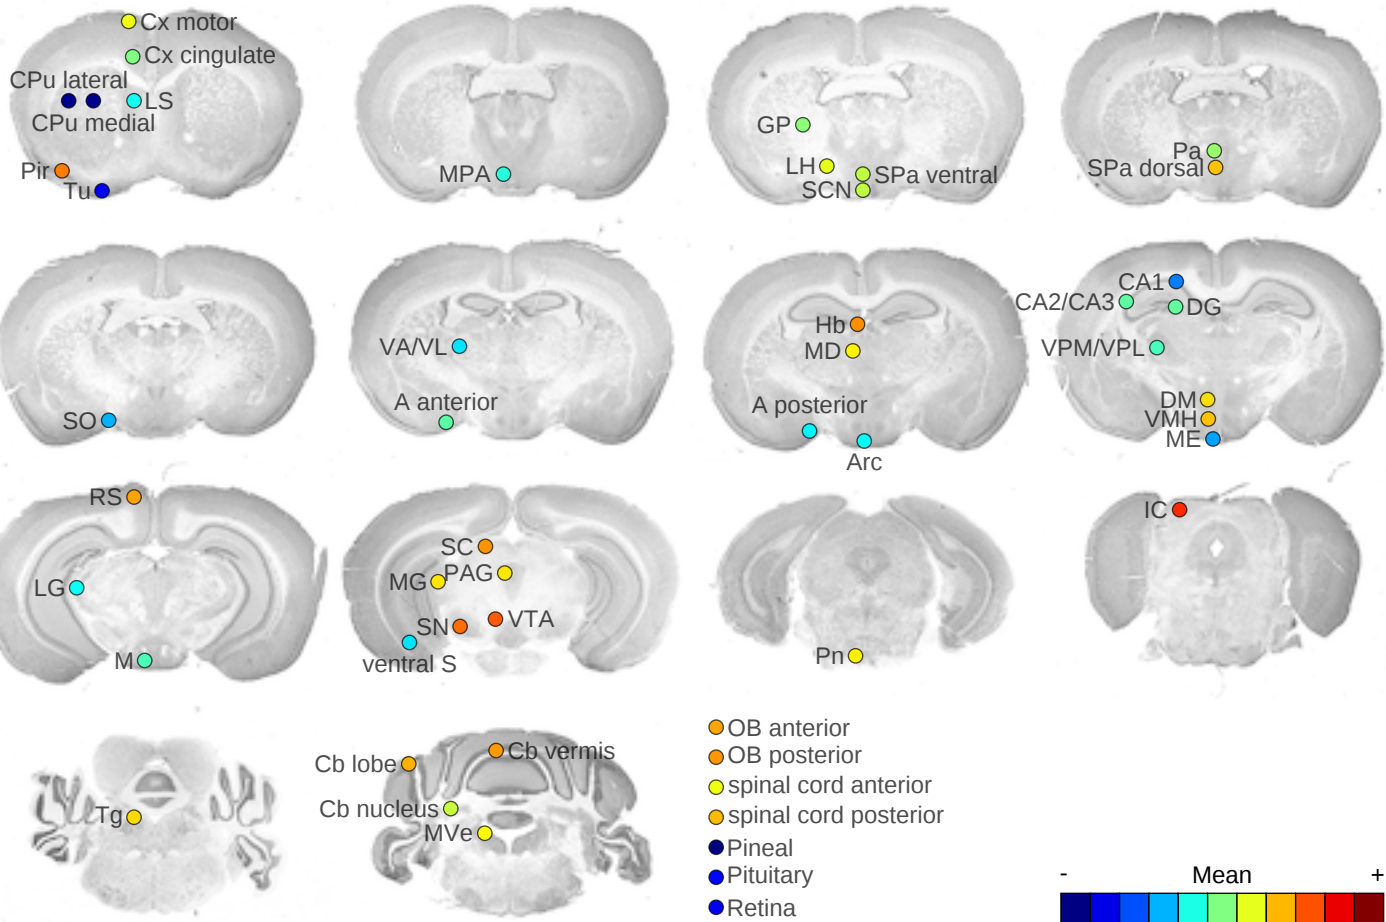 Cx motor
Cx cingulate
CPu lateral
LS
CPu medial
Pir
Tu
MPA
GP
LH
SPa ventral
SCN
Pa
SPa dorsal
SO
VA/VL
A anterior
Hb
MD
A posterior
Arc
CA1
CA2/CA3
DG
VPM/VPL
DM
VMH
ME
RS
LG
M
SC
MG
PAG
SN
VTA
ventral S
Pn
IC
Tg
Cb lobe
Cb vermis
Cb nucleus
MVe
OB anterior
OB posterior
spinal cord anterior
spinal cord posterior
Pineal
Pituitary
Retina
- Mean +